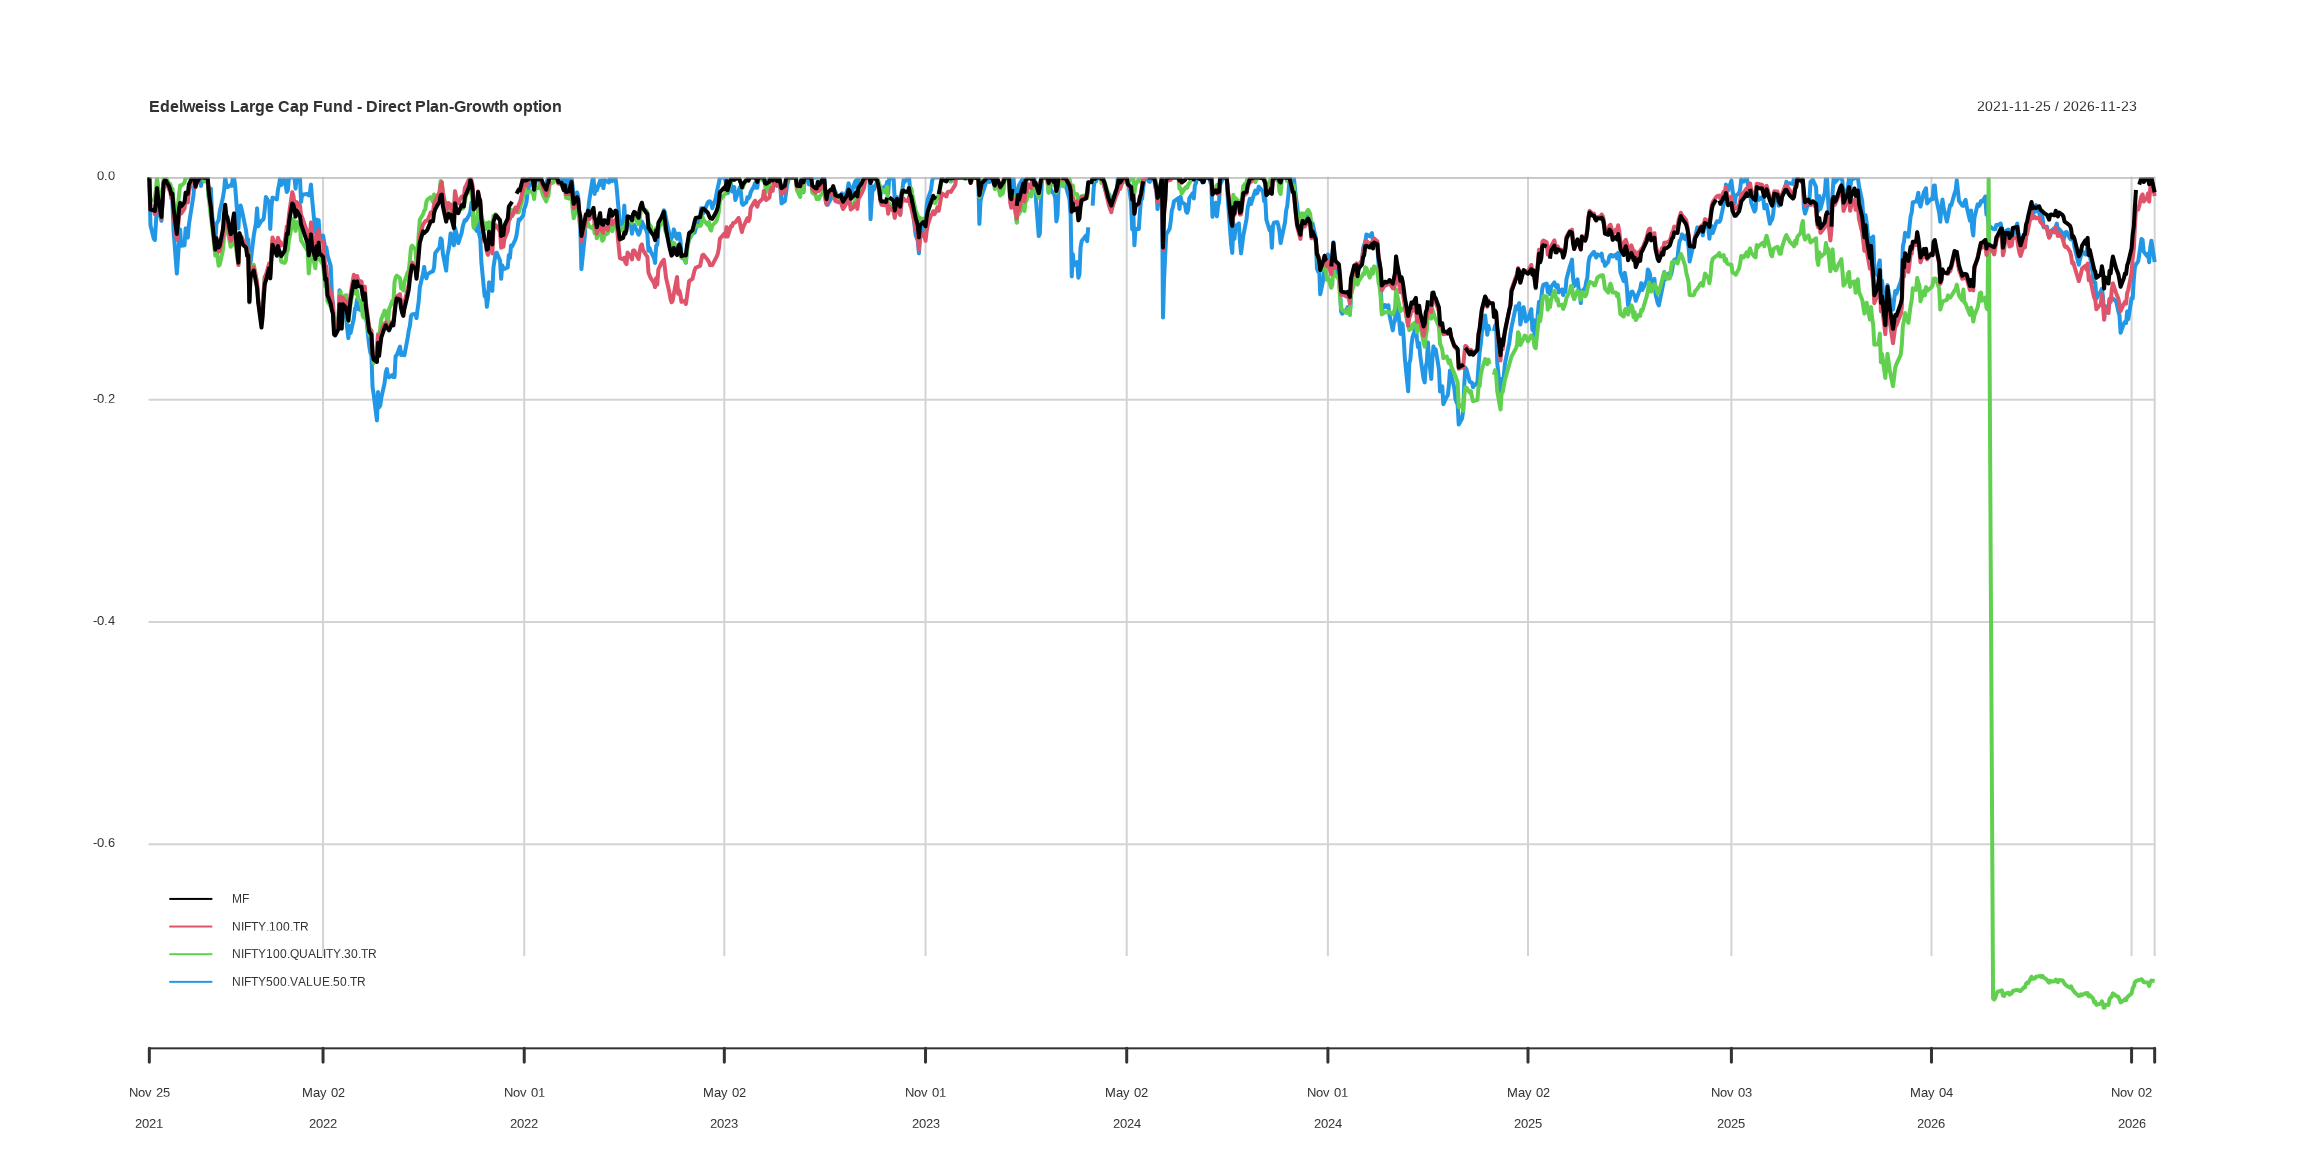 Edelweiss Large Cap Fund - Direct Plan-Growth option 2021-11-25 / 2026-11-23
0.0
-0.2
-0.4
-0.6
MF
NIFTY.100.TR
NIFTY100.QUALITY.30.TR
NIFTY500.VALUE.50.TR
Nov 25 May 02 Nov 01 May 02 Nov 01 May 02 Nov 01 May 02 Nov 03 May 04 Nov 02
2021 2022 2022 2023 2023 2024 2024 2025 2025 2026 2026